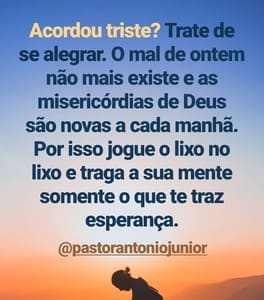 Acordou triste? Trate de
se alegrar. O mal de ontem
não mais existe e as
misericórdias de Deus
são novas a cada manhã.
Por isso jogue o lixo no
lixo e traga a sua mente
somente o que te traz
esperança.
@pastorantoniojunior